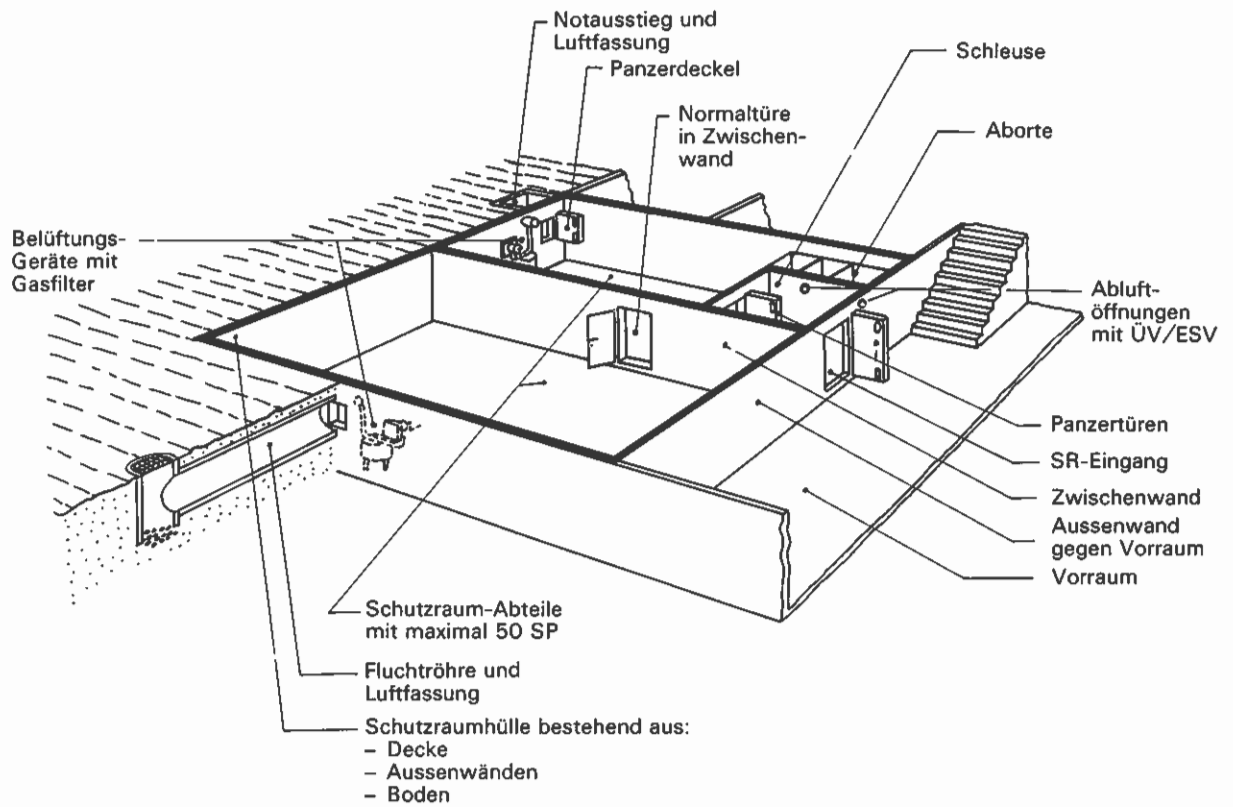 Notausstieg und
Luftfassung
Panzerdeckel
Normaltüre
in Zwischen-
wand
Schleuse
Aborte
Belüftungs-
Geräte mit
Gasfilter
Abluft-
öffnungen
mit ÜV/ESV
Panzertüren
SR-Eingang
Zwischenwand
Aussenwand
gegen Vorraum
Vorraum
Schutzraum-Abteile
mit maximal 50 SP
Fluchtröhre und
Luftfassung
Schutzraumhülle bestehend aus:
– Decke
– Aussenwänden
– Boden